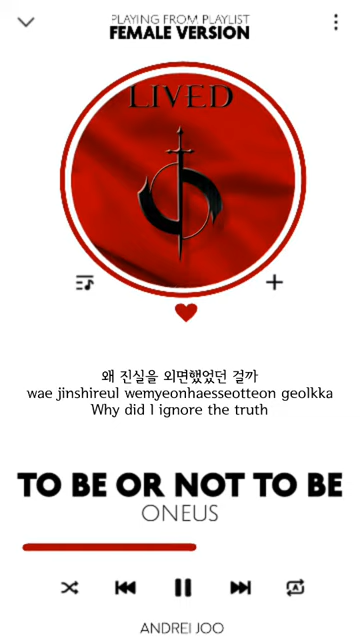 PLAYING FROM PLAYLIST
FEMALE VERSION
LIVED
왜 진실을 외면했었던 걸까
wae jinshireul wemyeonhaesseotteon geolkka
Why did I ignore the truth
TO BE OR NOT TO BE
ONEUS
A
ANDREI JOO